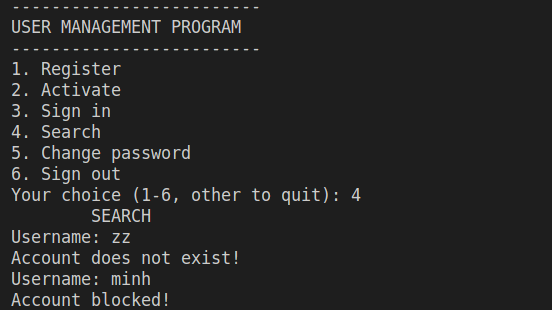 -------------------------
USER MANAGEMENT PROGRAM
-------------------------
1. Register
2. Activate
3. Sign in
4. Search
5. Change password
6. Sign out
Your choice (1-6, other to quit): 4
SEARCH
Username: zz
Account does not exist!
Username: minh
Account blocked!